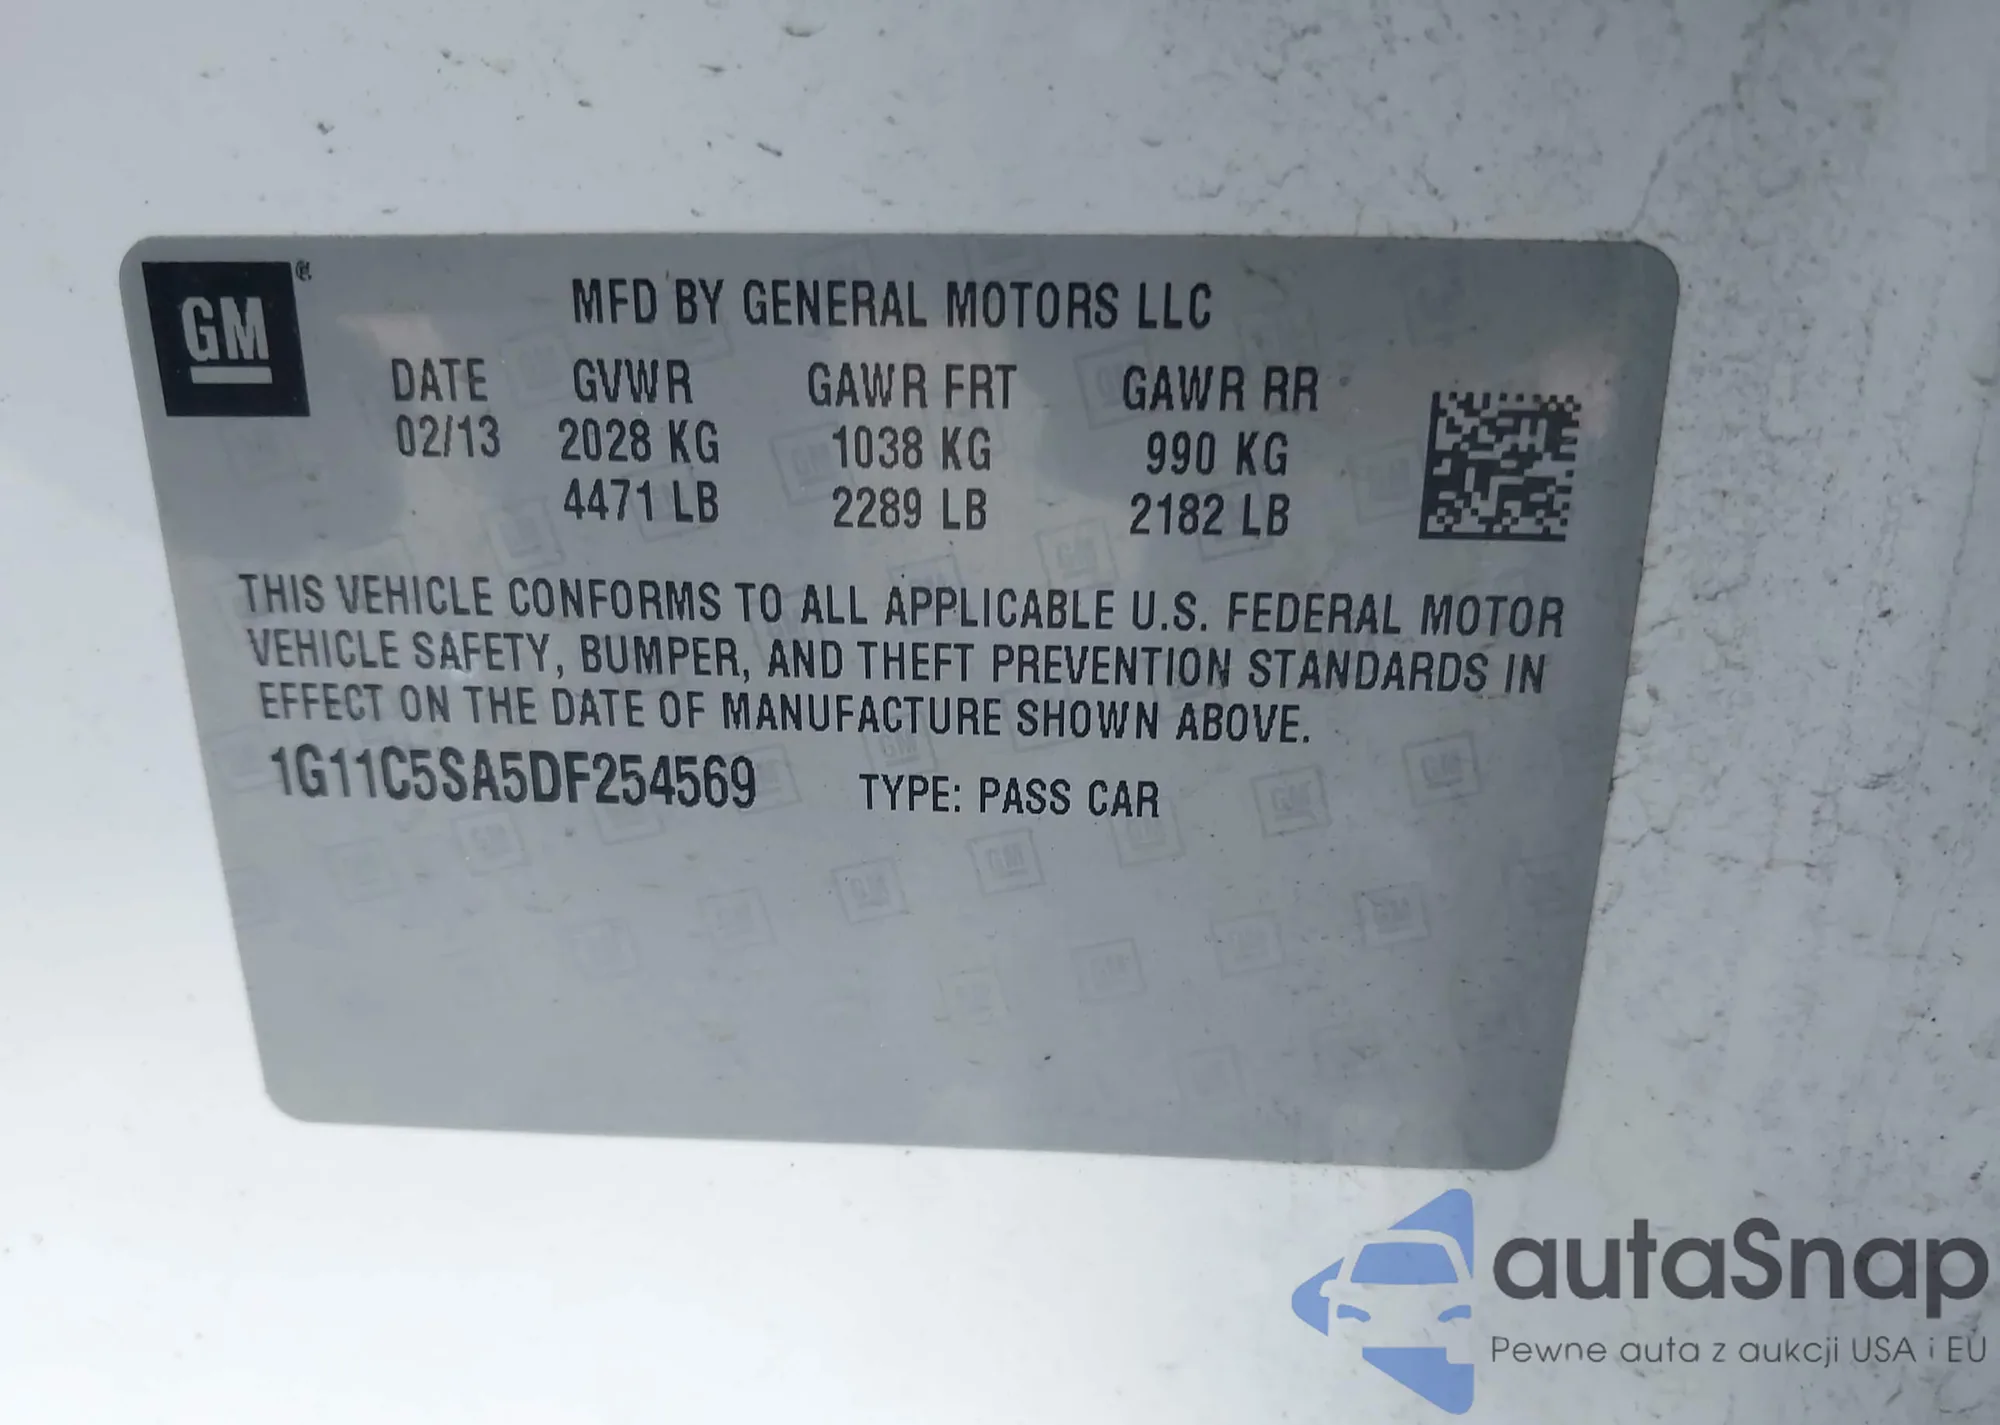 GM ®
MFD BY GENERAL MOTORS LLC
DATE GVWR GAWR FRT GAWR RR
02/13 2028 KG 1038 KG 990 KG
4471 LB 2289 LB 2182 LB
THIS VEHICLE CONFORMS TO ALL APPLICABLE U.S. FEDERAL MOTOR
VEHICLE SAFETY, BUMPER, AND THEFT PREVENTION STANDARDS IN
EFFECT ON THE DATE OF MANUFACTURE SHOWN ABOVE.
1G11C5SA5DF254569 TYPE: PASS CAR
autaSnap
Pewne auta z aukcji USA i EU